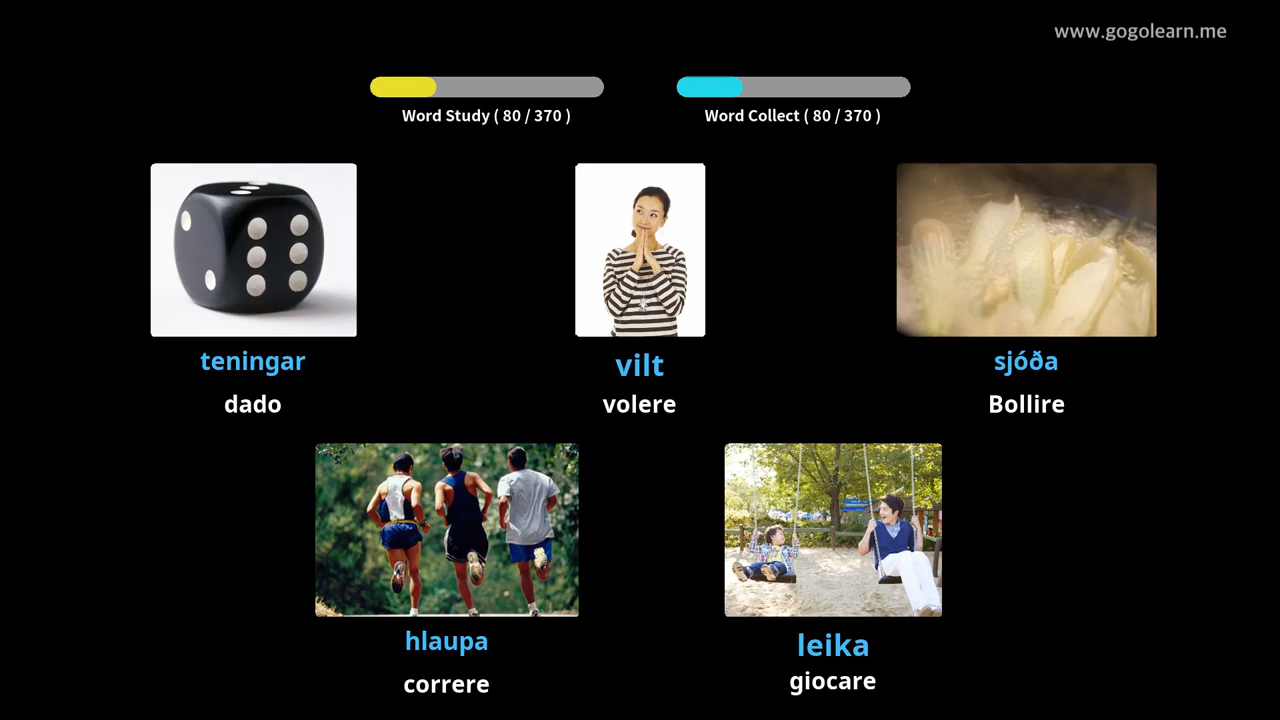 www.gogolearn.me
Word Study ( 80 / 370 )
Word Collect ( 80 / 370 )
teningar
dado
vilt
volere
sjóða
Bollire
hlaupa
correre
leika
giocare